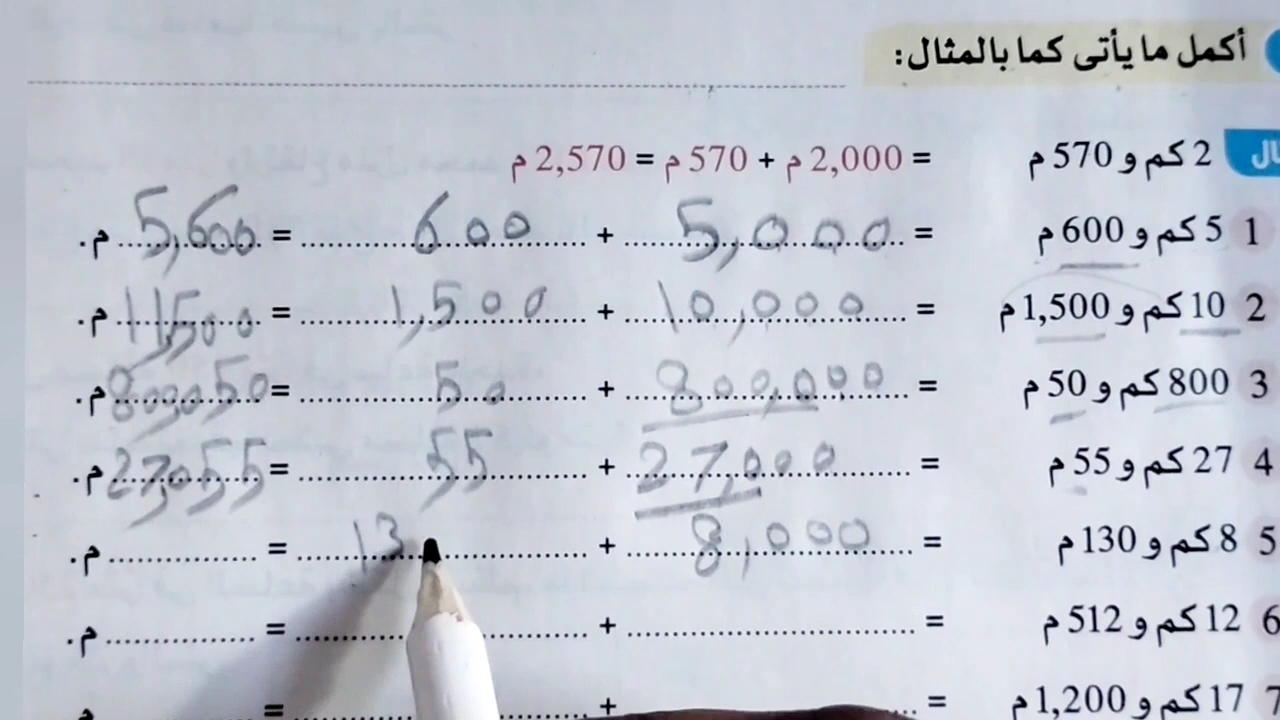 أكمل ما يأتى كما بالمثال:
2 كم و 570 م = 2,000 م + 570 م = 2,570 م
1 5 كم و 600 م = 5,000 + 600 = 5,600 م.
2 10 كم و 1,500 م = 10,000 + 1,500 = 11,500 م.
3 800 كم و 50 م = 800,000 + 50 = 800,050 م.
4 27 كم و 55 م = 27,000 + 55 = 27,055 م.
5 8 كم و 130 م = 8,000 + 13 = م.
6 12 كم و 512 م = + = م.
7 17 كم و 1,200 م = + = م